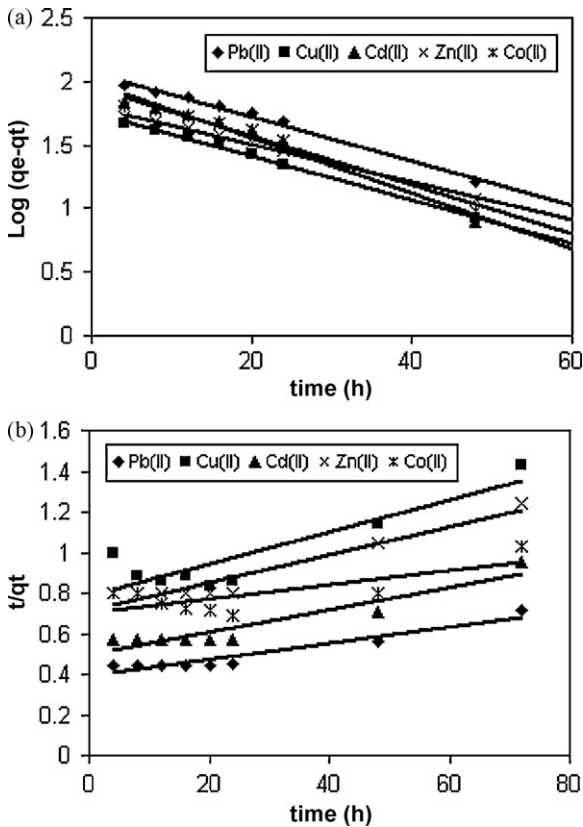 (a)
2.5
Pb(II) Cu(II) Cd(II) Zn(II) Co(II)
2
1.5
1
0.5
0
Log (qe-qt)
0 20 40 60
time (h)
(b)
1.6
Pb(II) Cu(II) Cd(II) Zn(II) Co(II)
1.4
1.2
1
0.8
0.6
0.4
0.2
0
t/qt
0 20 40 60 80
time (h)